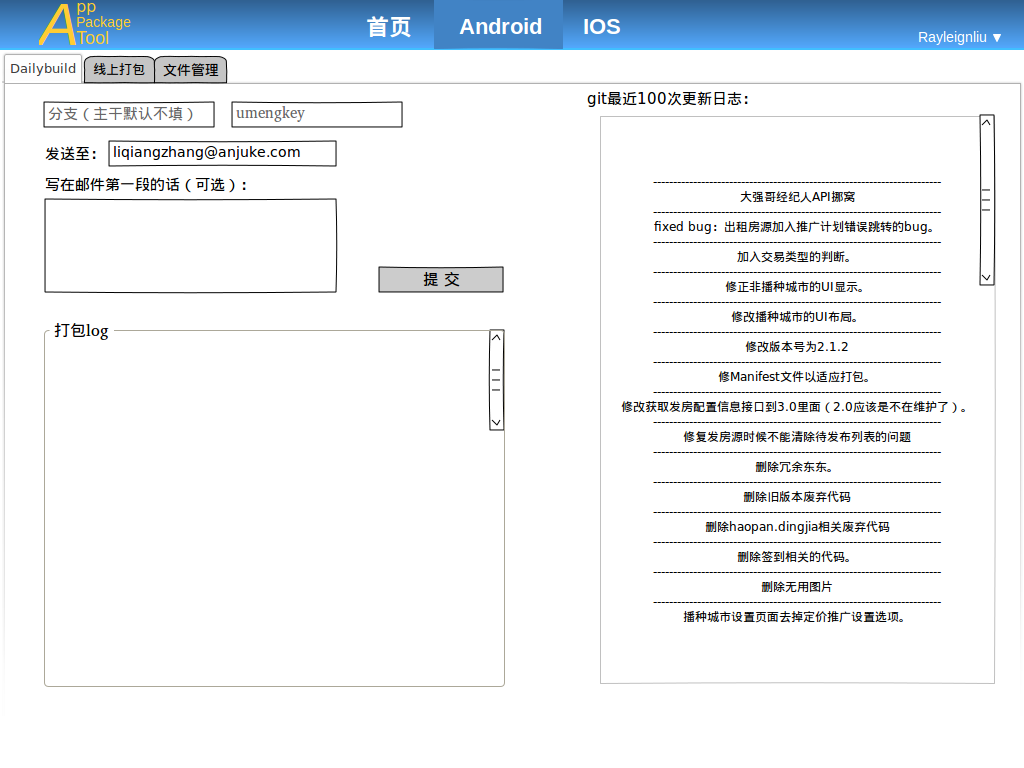 App Package Tool
首页 Android IOS
Rayleignliu ▼
Dailybuild 线上打包 文件管理
分支（主干默认不填） umengkey
发送至： liqiangzhang@anjuke.com
写在邮件第一段的话（可选）：
提 交
打包log
git最近100次更新日志：
大强哥经纪人API挪窝
fixed bug：出租房源加入推广计划错误跳转的bug。
加入交易类型的判断。
修正非播种城市的UI显示。
修改播种城市的UI布局。
修改版本号为2.1.2
修Manifest文件以适应打包。
修改获取发房配置信息接口到3.0里面（2.0应该是不在维护了）。
修复发房源时候不能清除待发布列表的问题
删除冗余东东。
删除旧版本废弃代码
删除haopan.dingjia相关废弃代码
删除签到相关的代码。
删除无用图片
播种城市设置页面去掉定价推广设置选项。